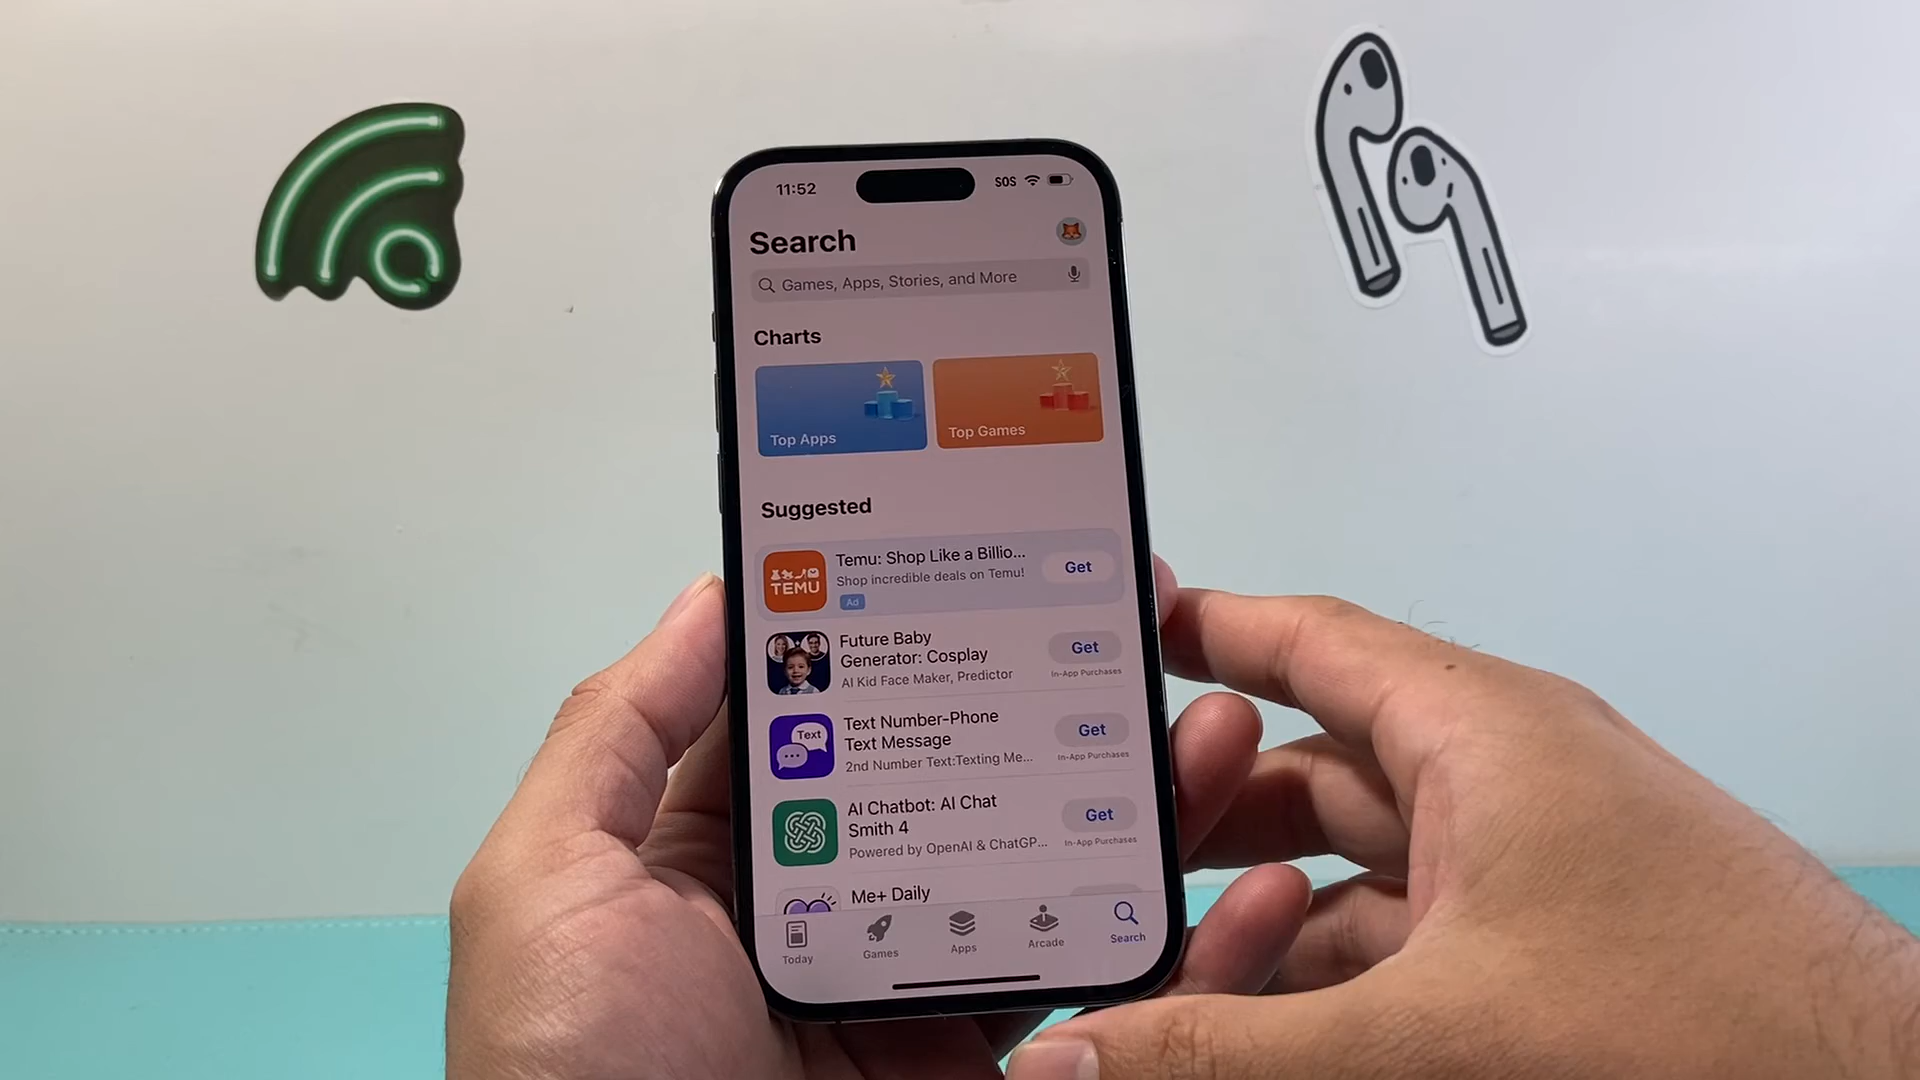 11:52
SOS
Search
Games, Apps, Stories, and More
Charts
Top Apps
Top Games
Suggested
TEMU
Temu: Shop Like a Billio...
Shop incredible deals on Temu!
Ad
Get
Future Baby
Generator: Cosplay
AI Kid Face Maker, Predictor
Get
In-App Purchases
Text
Text Number-Phone
Text Message
2nd Number Text:Texting Me...
Get
In-App Purchases
AI Chatbot: AI Chat
Smith 4
Powered by OpenAI & ChatGP...
Get
In-App Purchases
Me+ Daily
Today
Games
Apps
Arcade
Search